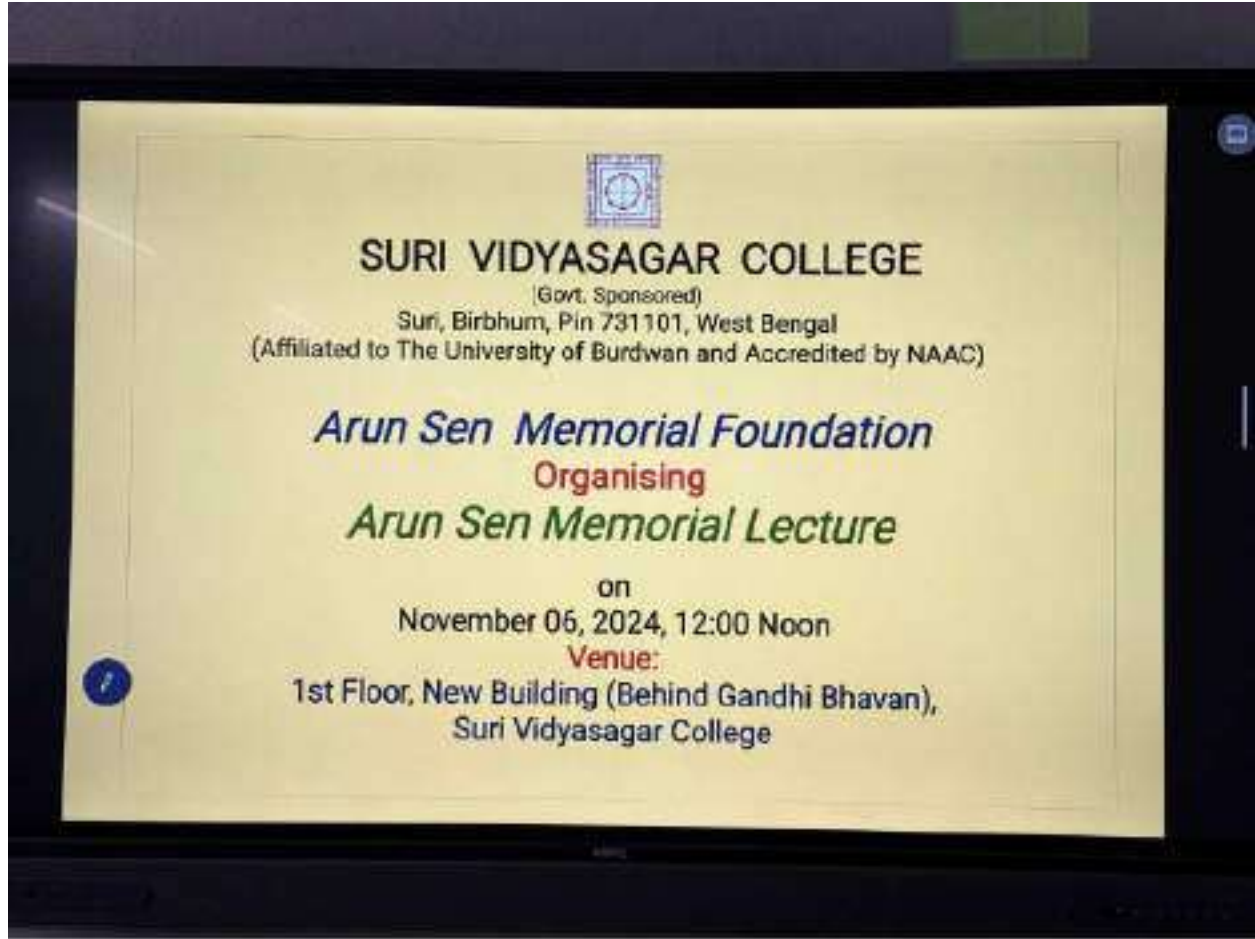 SURI VIDYASAGAR COLLEGE
(Govt. Sponsored)
Suri, Birbhum, Pin 731101, West Bengal
(Affiliated to The University of Burdwan and Accredited by NAAC)
Arun Sen Memorial Foundation
Organising
Arun Sen Memorial Lecture
on
November 06, 2024, 12:00 Noon
Venue:
1st Floor, New Building (Behind Gandhi Bhavan),
Suri Vidyasagar College